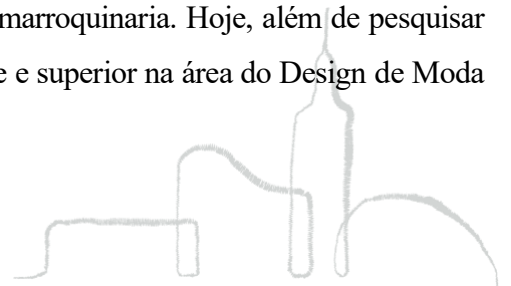 marroquinaria. Hoje, além de pesquisar
e e superior na área do Design de Moda